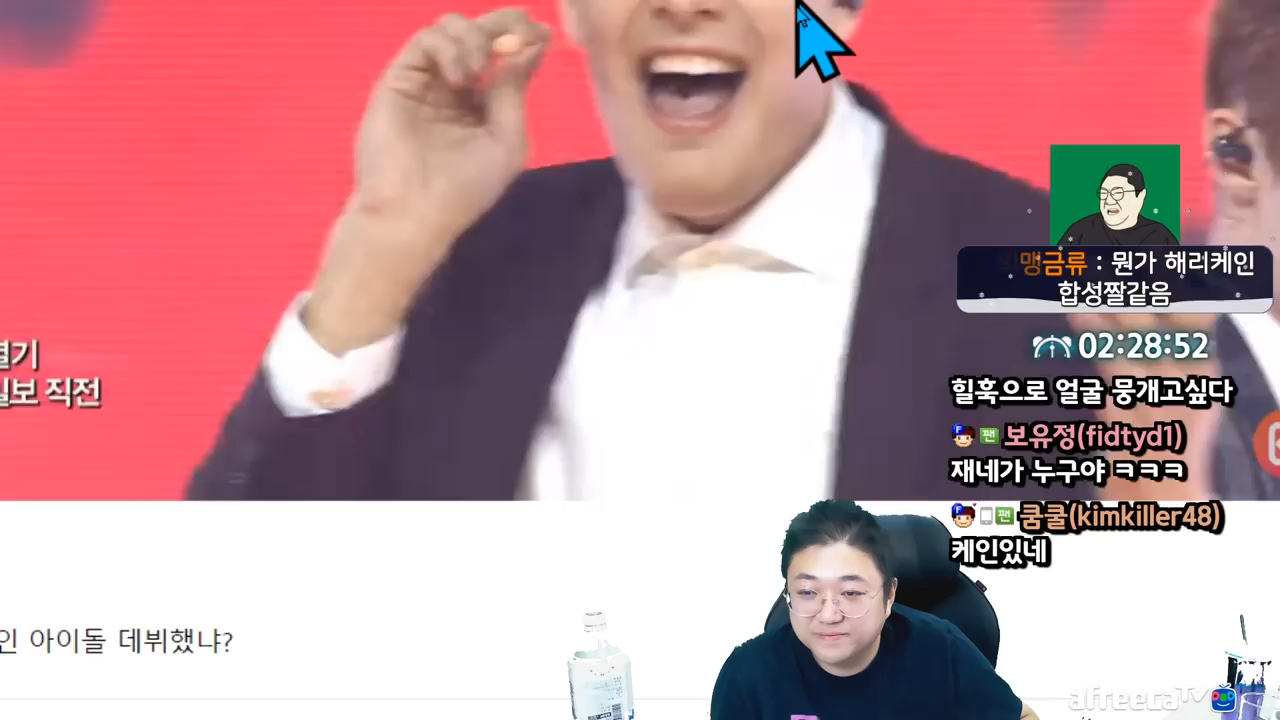 맹금류 : 뭔가 해리케인
합성짤같음
02:28:52
힐훅으로 얼굴 뭉개고싶다
보유정(fidtyd1)
재네가 누구야 ㅋㅋㅋ
쿰쿨(kimkiller48)
케인있네
열기
일보 직전
인 아이돌 데뷔했냐?
afreecaTV